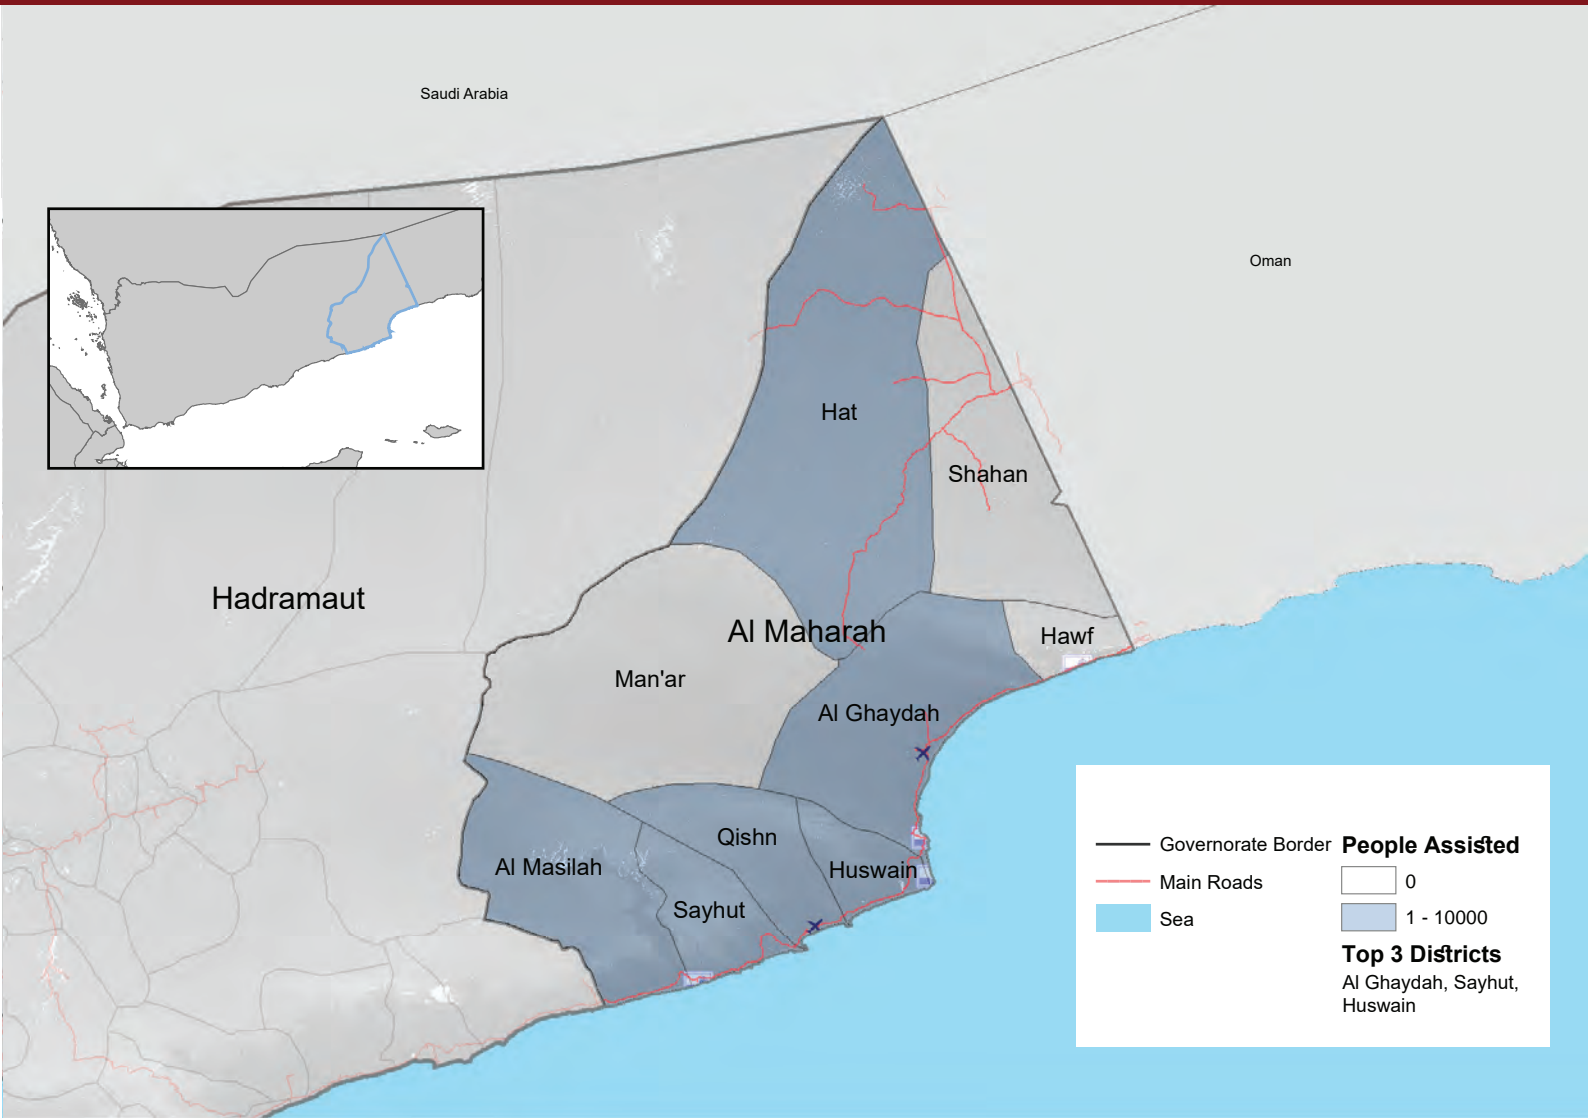 Saudi Arabia
Oman
Hat
Shahan
Hadramaut
Al Maharah
Hawf
Man'ar
Al Ghaydah
Qishn
Al Masilah
Huswain
Sayhut
Governorate Border
Main Roads
Sea
People Assisted
0
1 - 10000
Top 3 Districts
Al Ghaydah, Sayhut,
Huswain